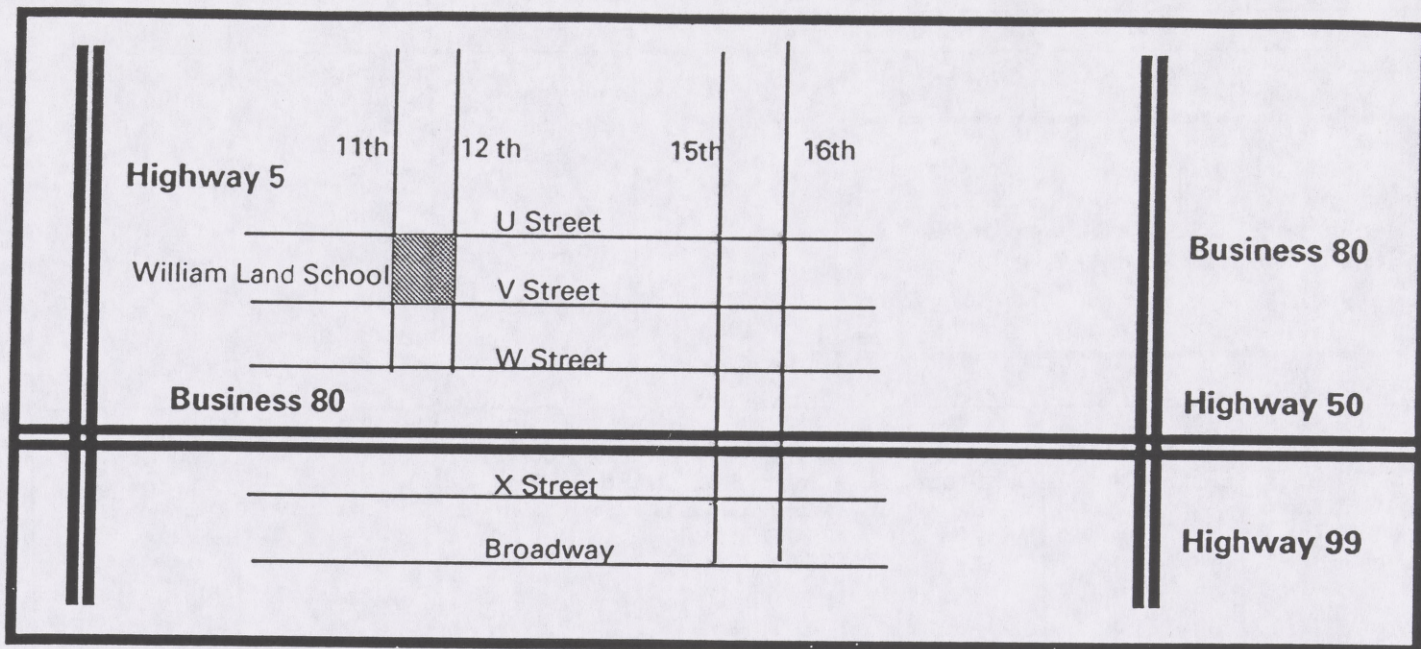 11th
12 th
15th
16th
Highway 5
U Street
Business 80
William Land School
V Street
W Street
Business 80
Highway 50
X Street
Broadway
Highway 99